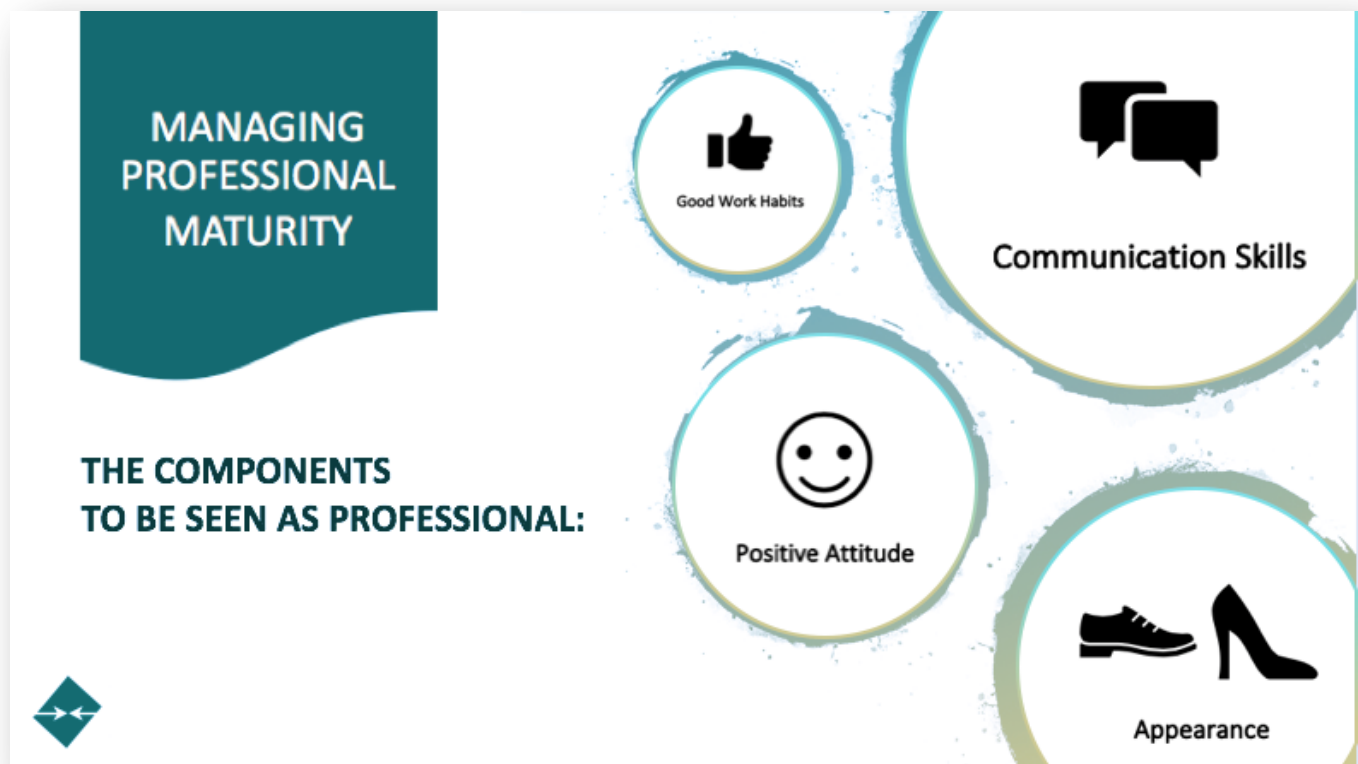 MANAGING
PROFESSIONAL
MATURITY
THE COMPONENTS
TO BE SEEN AS PROFESSIONAL:
Good Work Habits
Communication Skills
Positive Attitude
Appearance